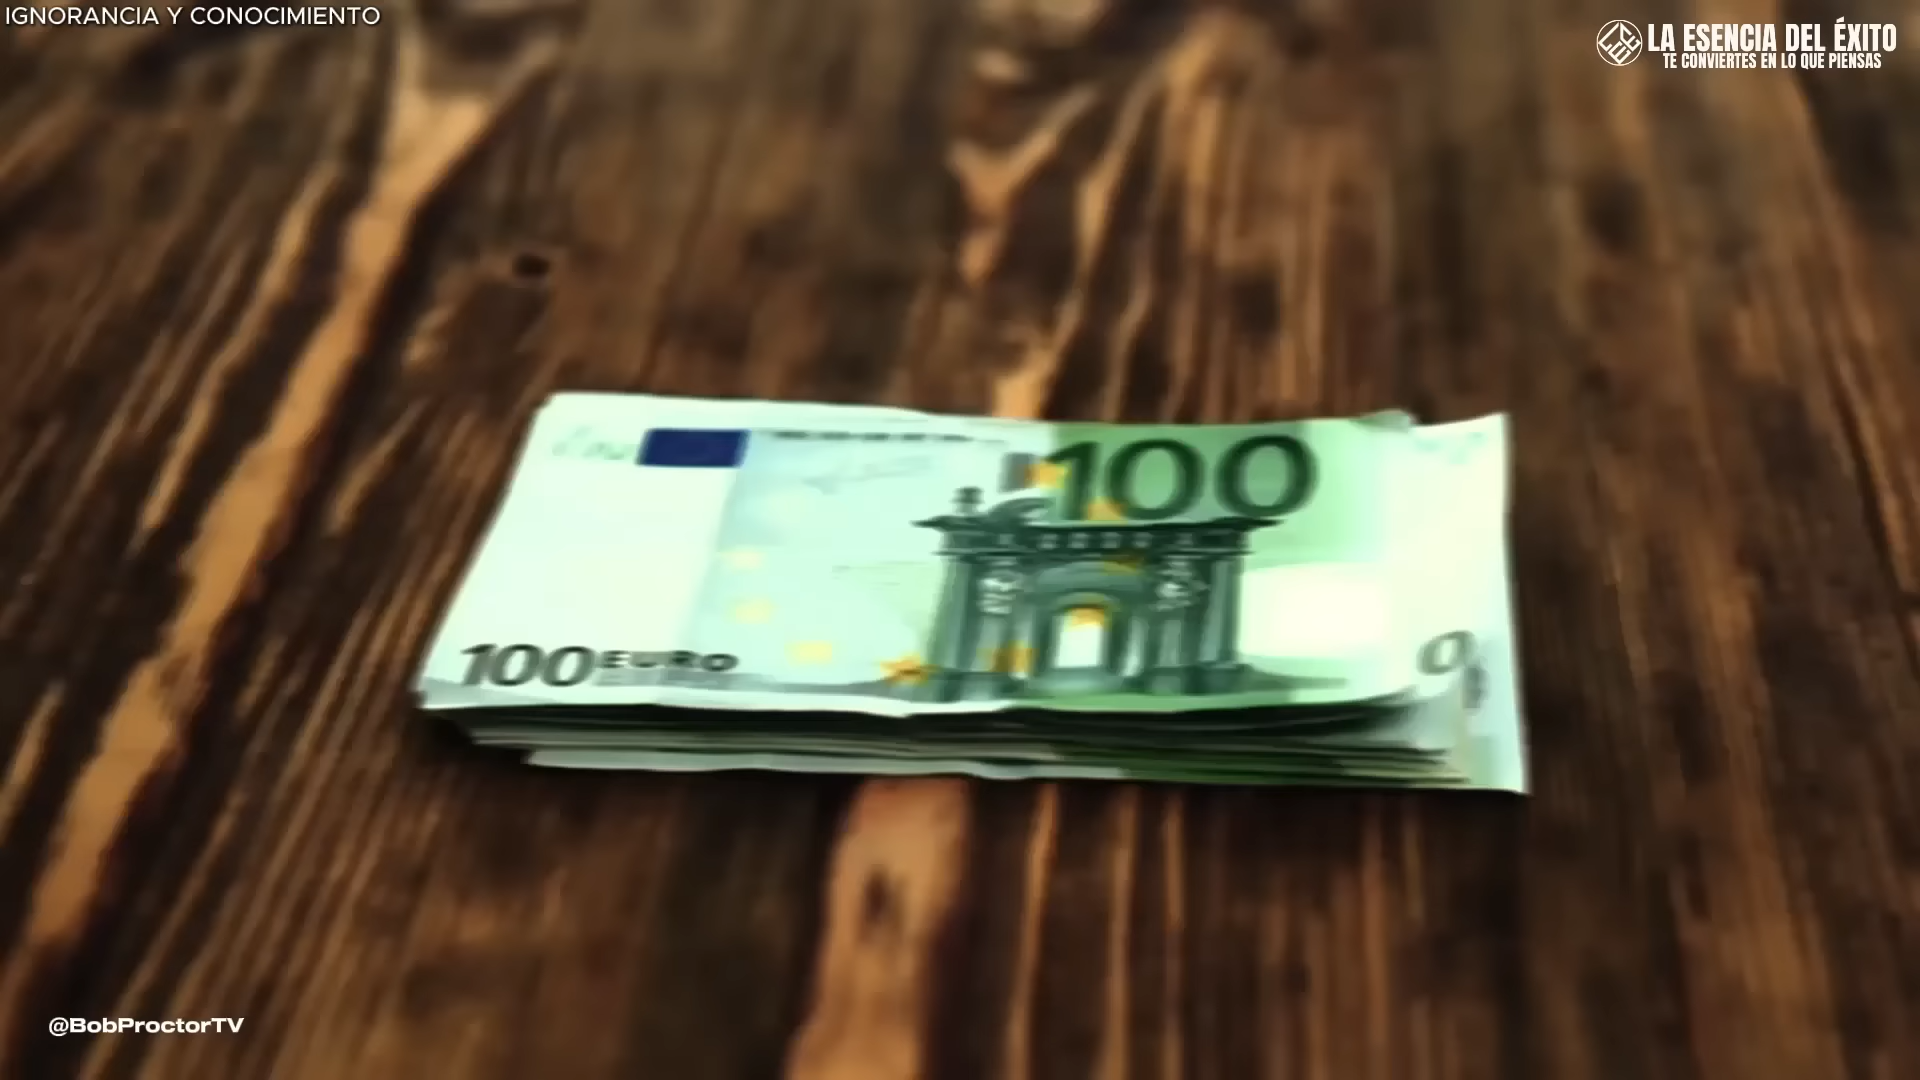 IGNORANCIA Y CONOCIMIENTO
LA ESENCIA DEL ÉXITO
TE CONVIERTES EN LO QUE PIENSAS
100
100 EURO
@BobProctorTV